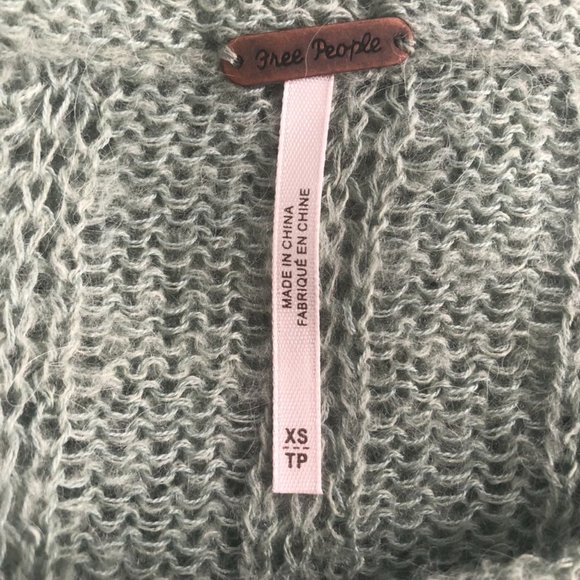 Free People
MADE IN CHINA
FABRIQUÉ EN CHINE
XS
TP